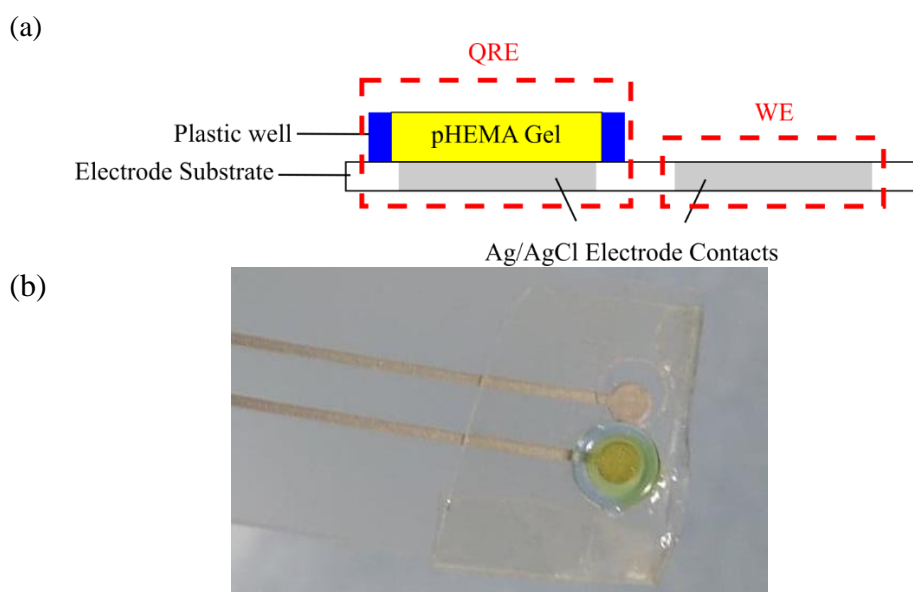 (a)
QRE
WE
Plastic well
pHEMA Gel
Electrode Substrate
Ag/AgCl Electrode Contacts
(b)